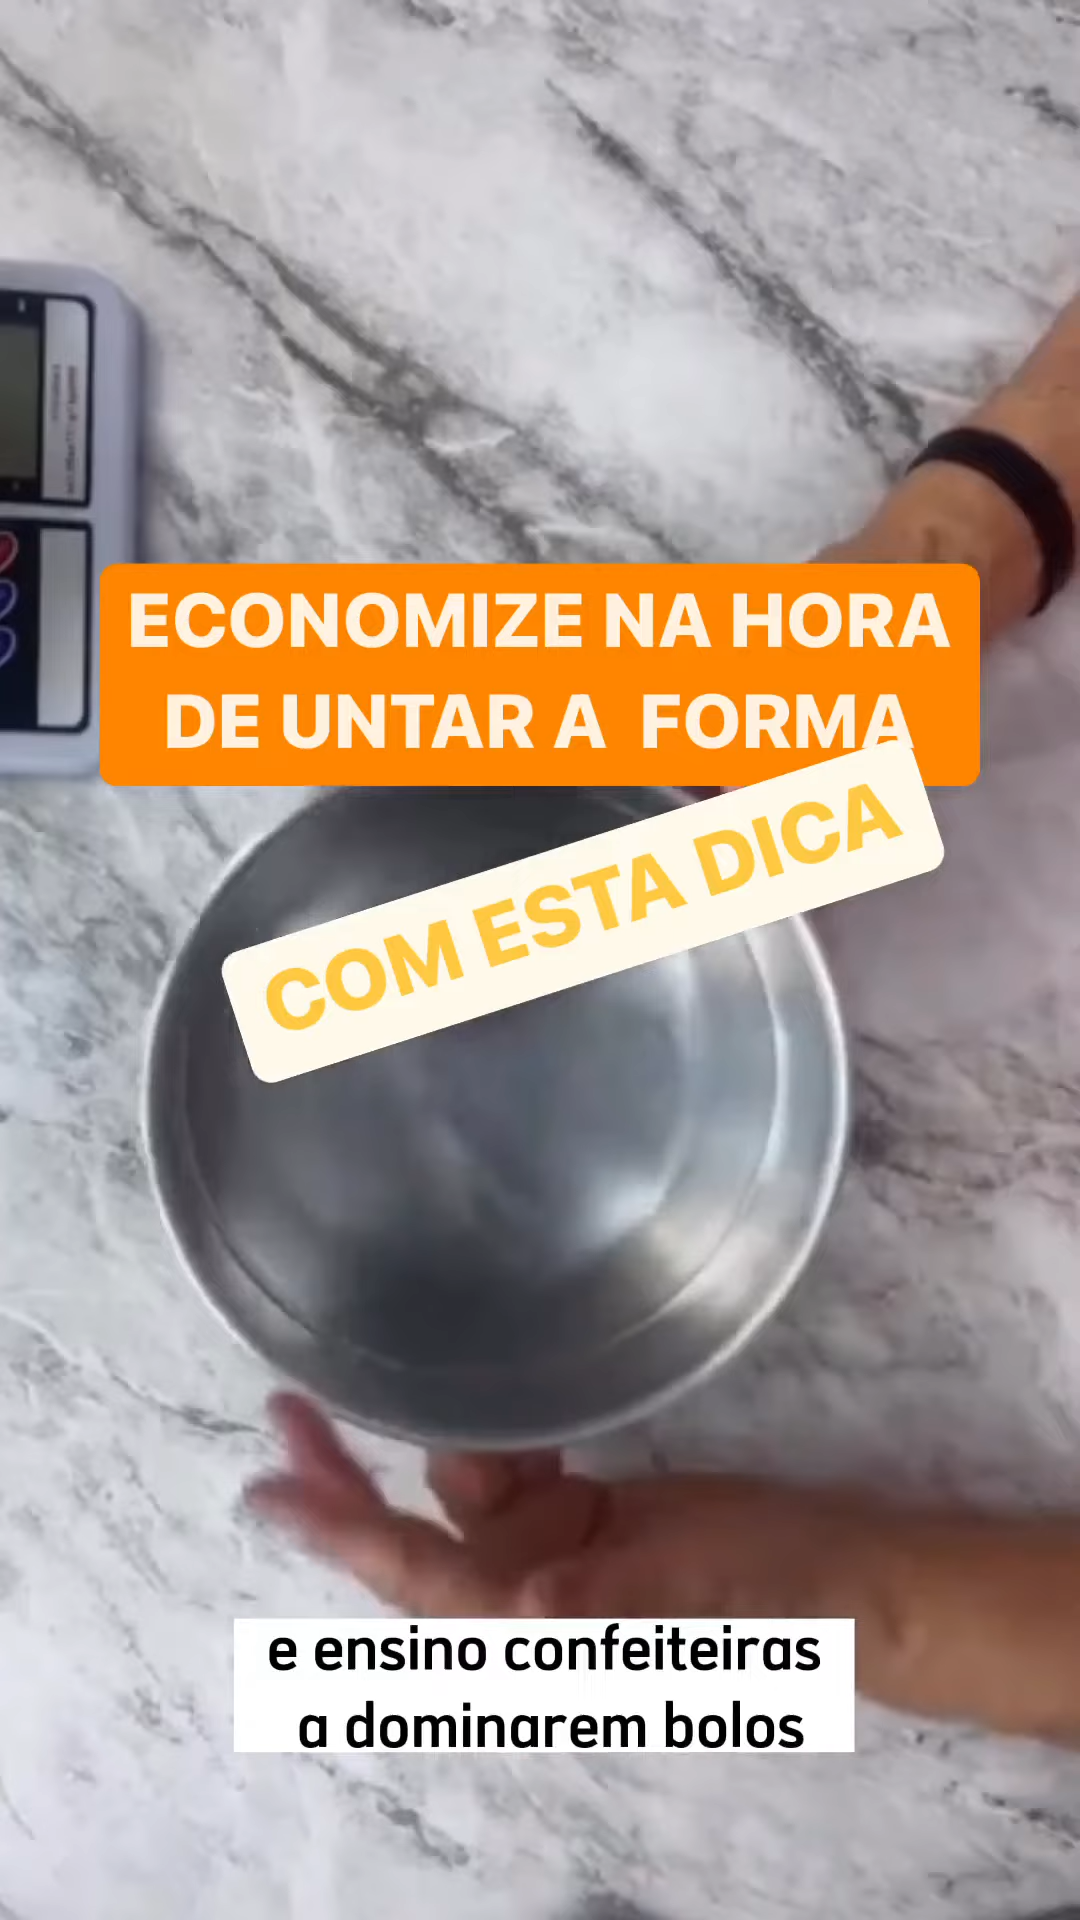 ECONOMIZE NA HORA
DE UNTAR A FORMA
COM ESTA DICA
e ensino confeiteiras
a dominarem bolos